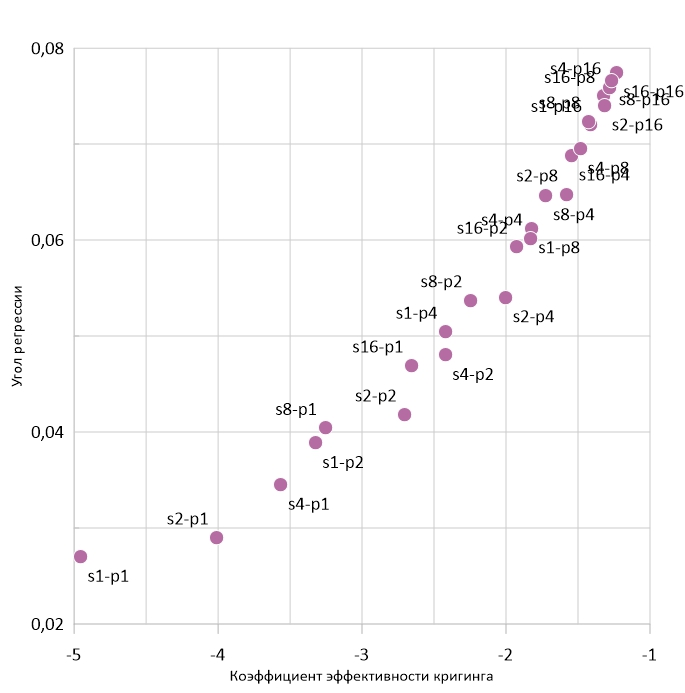 0,08
s4-p16
s16-p8
s16-p16
s8-p16
s8-p8
s1-p16
s2-p16
s4-p8
s2-p8
s16-p4
s8-p4
s4-p4
s16-p2
0,06
s1-p8
s8-p2
s1-p4
s2-p4
s16-p1
s4-p2
s2-p2
s8-p1
0,04
s1-p2
s4-p1
s2-p1
s1-p1
0,02
-5
-4
-3
-2
-1
Угол регрессии
Коэффициент эффективности кригинга